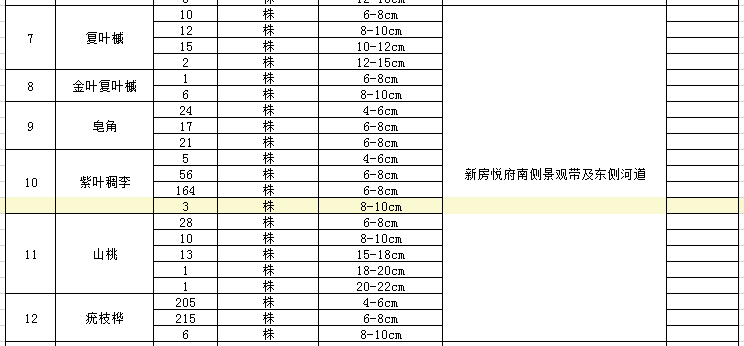 10 株 6-8cm
7 复叶槭 12 株 8-10cm
15 株 10-12cm
2 株 12-15cm
8 金叶复叶槭 1 株 6-8cm
6 株 8-10cm
24 株 4-6cm
9 皂角 17 株 6-8cm
21 株 6-8cm
5 株 4-6cm
10 紫叶稠李 56 株 6-8cm 新房悦府南侧景观带及东侧河道
164 株 6-8cm
3 株 8-10cm
28 株 6-8cm
10 株 8-10cm
11 山桃 13 株 15-18cm
1 株 18-20cm
1 株 20-22cm
205 株 4-6cm
12 疣枝桦 215 株 6-8cm
6 株 8-10cm